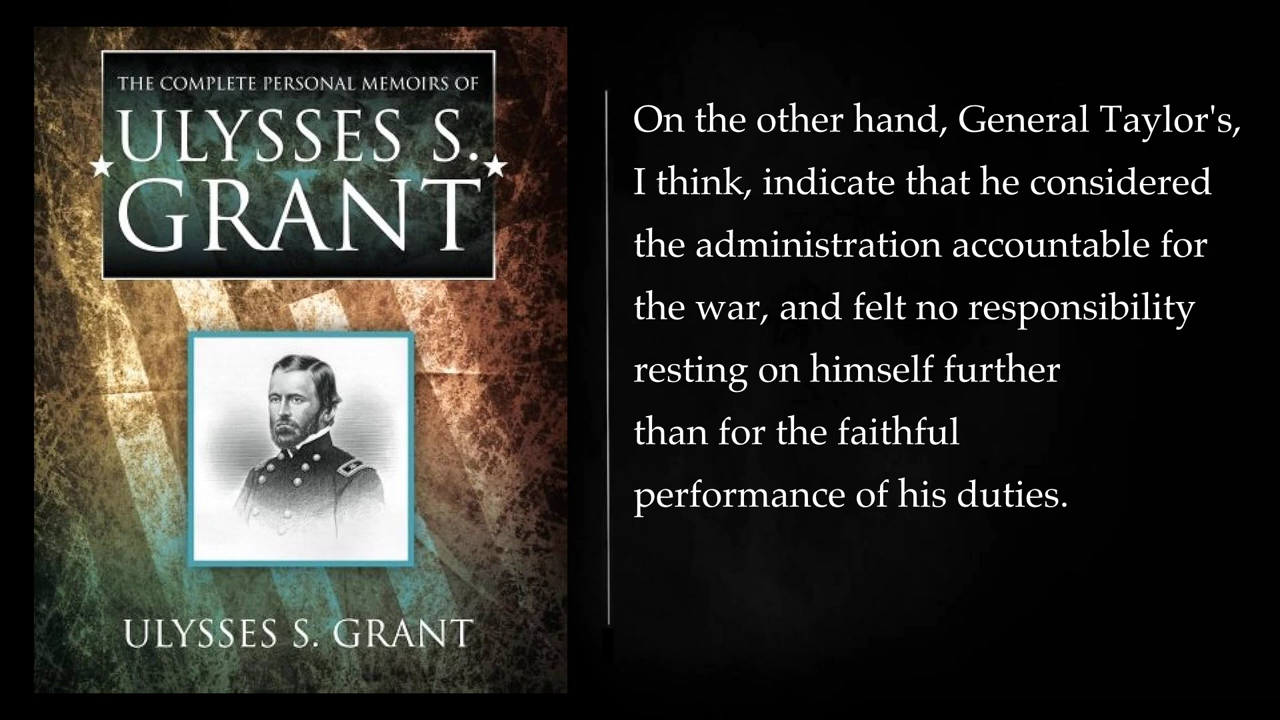 THE COMPLETE PERSONAL MEMOIRS OF
ULYSSES S.
GRANT
ULYSSES S. GRANT
On the other hand, General Taylor's,
I think, indicate that he considered
the administration accountable for
the war, and felt no responsibility
resting on himself further
than for the faithful
performance of his duties.